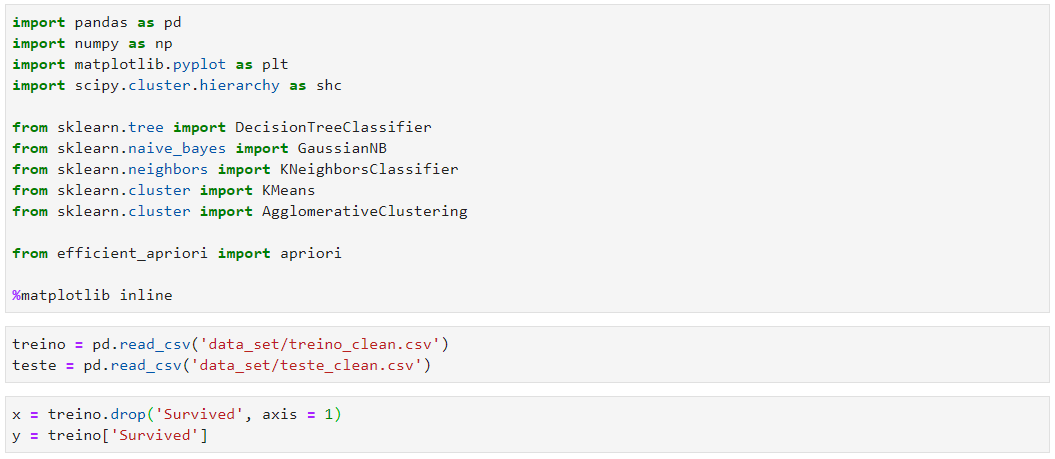 import pandas as pd
import numpy as np
import matplotlib.pyplot as plt
import scipy.cluster.hierarchy as shc
from sklearn.tree import DecisionTreeClassifier
from sklearn.naive_bayes import GaussianNB
from sklearn.neighbors import KNeighborsClassifier
from sklearn.cluster import KMeans
from sklearn.cluster import AgglomerativeClustering
from efficient_apriori import apriori
%matplotlib inline
treino = pd.read_csv('data_set/treino_clean.csv')
teste = pd.read_csv('data_set/teste_clean.csv')
x = treino.drop('Survived', axis = 1)
y = treino['Survived']